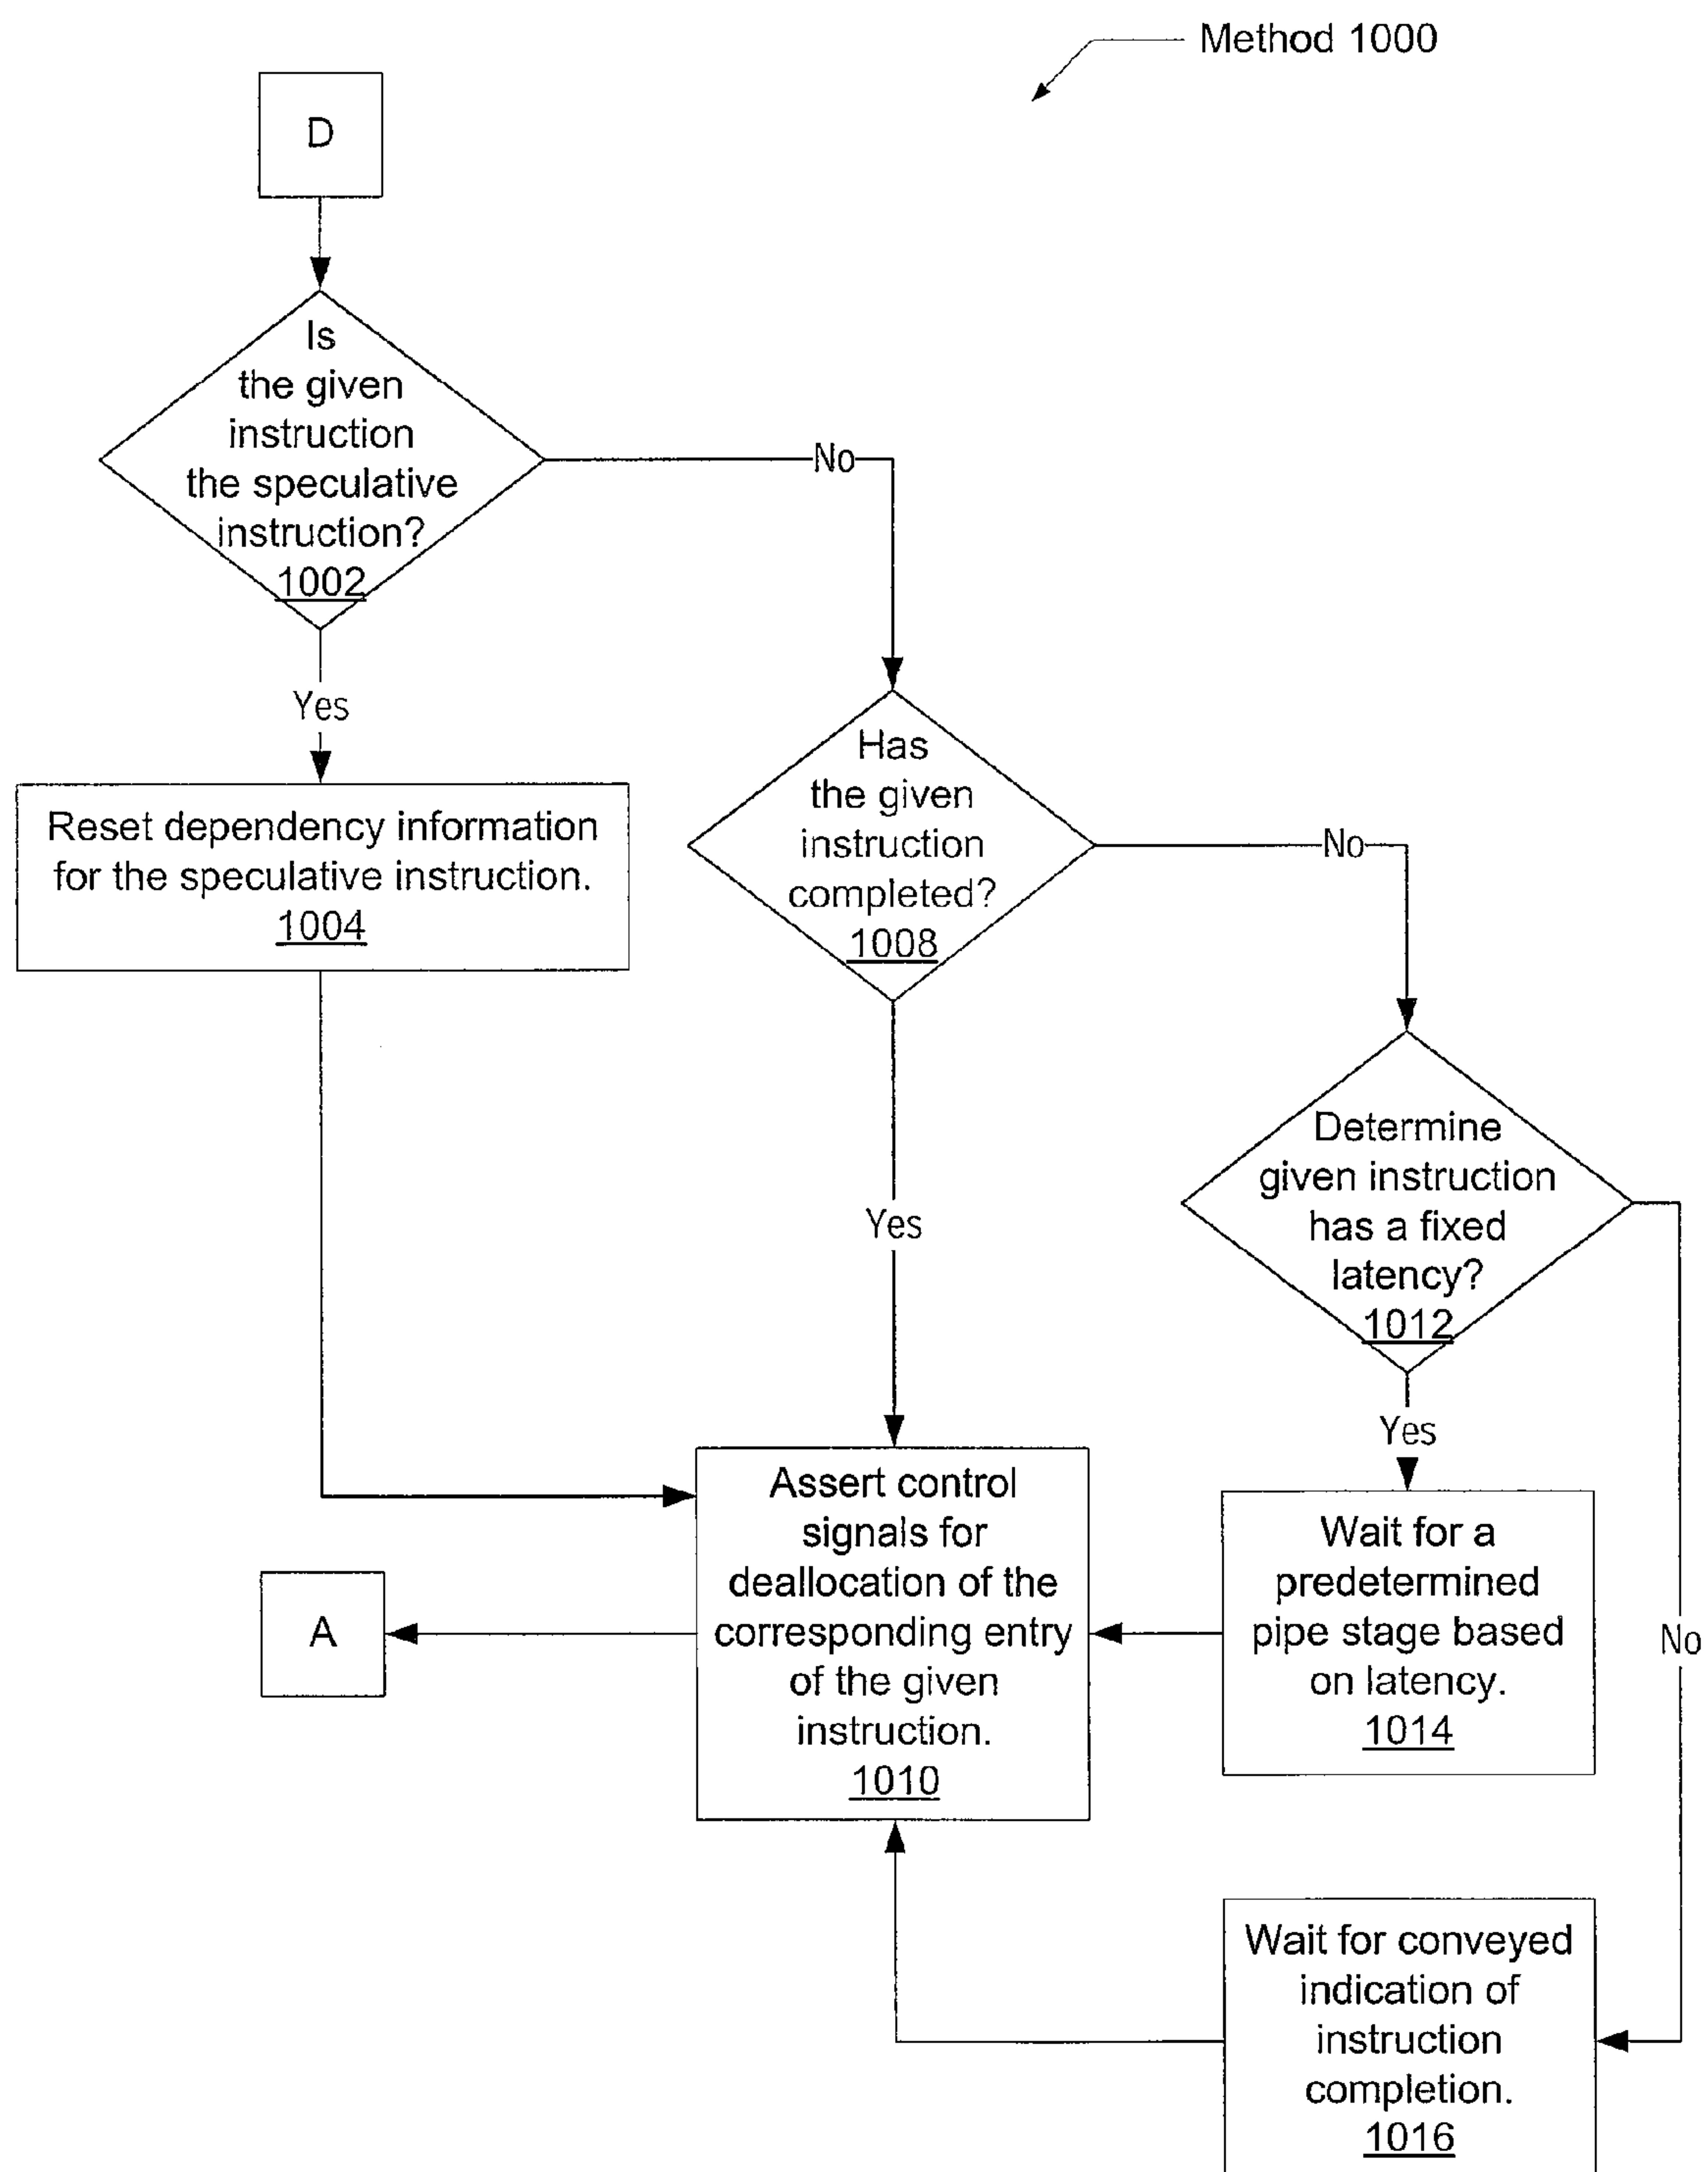 Method 1000
D
Is
the given
instruction
the speculative
instruction?
1002
No
Yes
Reset dependency information
for the speculative instruction.
1004
Has
the given
instruction
completed?
1008
No
Yes
Determine
given instruction
has a fixed
latency?
1012
Yes
No
Assert control
signals for
deallocation of the
corresponding entry
of the given
instruction.
1010
A
Wait for a
predetermined
pipe stage based
on latency.
1014
Wait for conveyed
indication of
instruction
completion.
1016